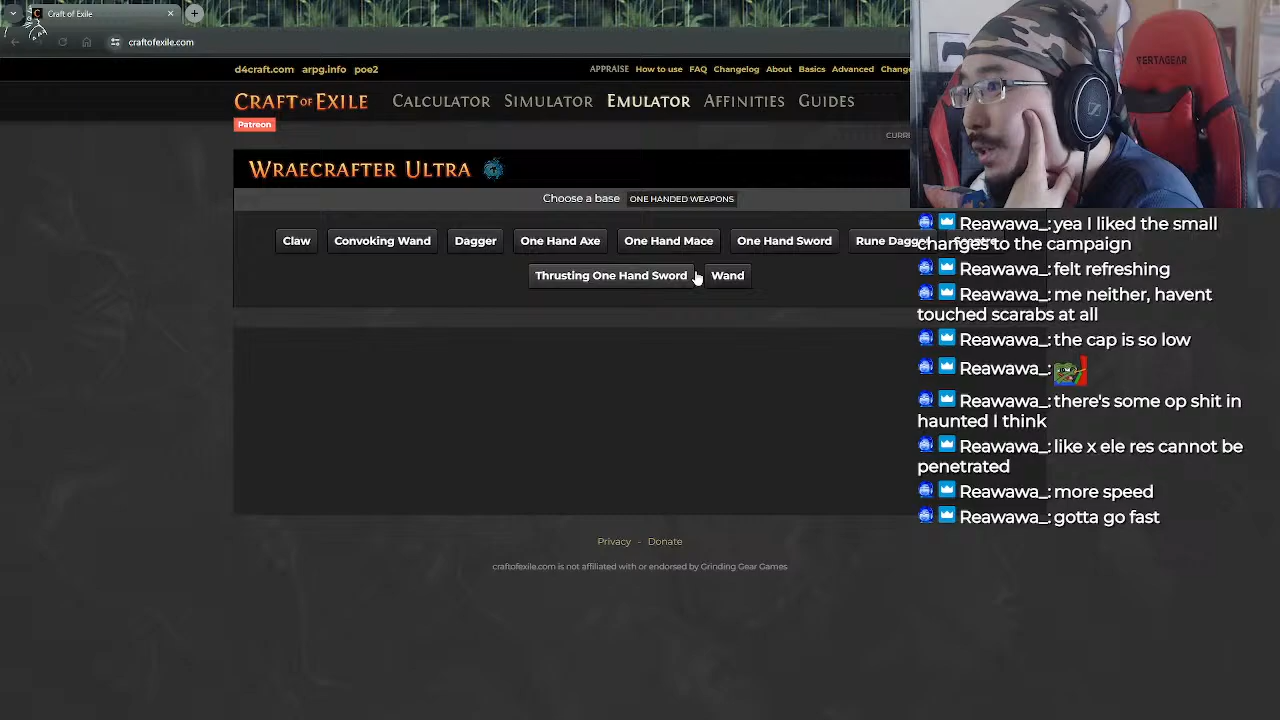 Craft of Exile
craftofexile.com
d4craft.com arpg.info poe2
APPRAISE How to use FAQ Changelog About Basics Advanced
CRAFT OF EXILE CALCULATOR SIMULATOR EMULATOR AFFINITIES GUIDES
Patreon
WRAECRAFTER ULTRA
Choose a base ONE HANDED WEAPONS
Claw Convoking Wand Dagger One Hand Axe One Hand Mace One Hand Sword
Thrusting One Hand Sword Wand
Privacy - Donate
craftofexile.com is not affiliated with or endorsed by Grinding Gear Games
VERTAGEAR
Reawawa_: yea I liked the small
changes to the campaign
Reawawa_: felt refreshing
Reawawa_: me neither, havent
touched scarabs at all
Reawawa_: the cap is so low
Reawawa_:
Reawawa_: there's some op shit in
haunted I think
Reawawa_: like x ele res cannot be
penetrated
Reawawa_: more speed
Reawawa_: gotta go fast